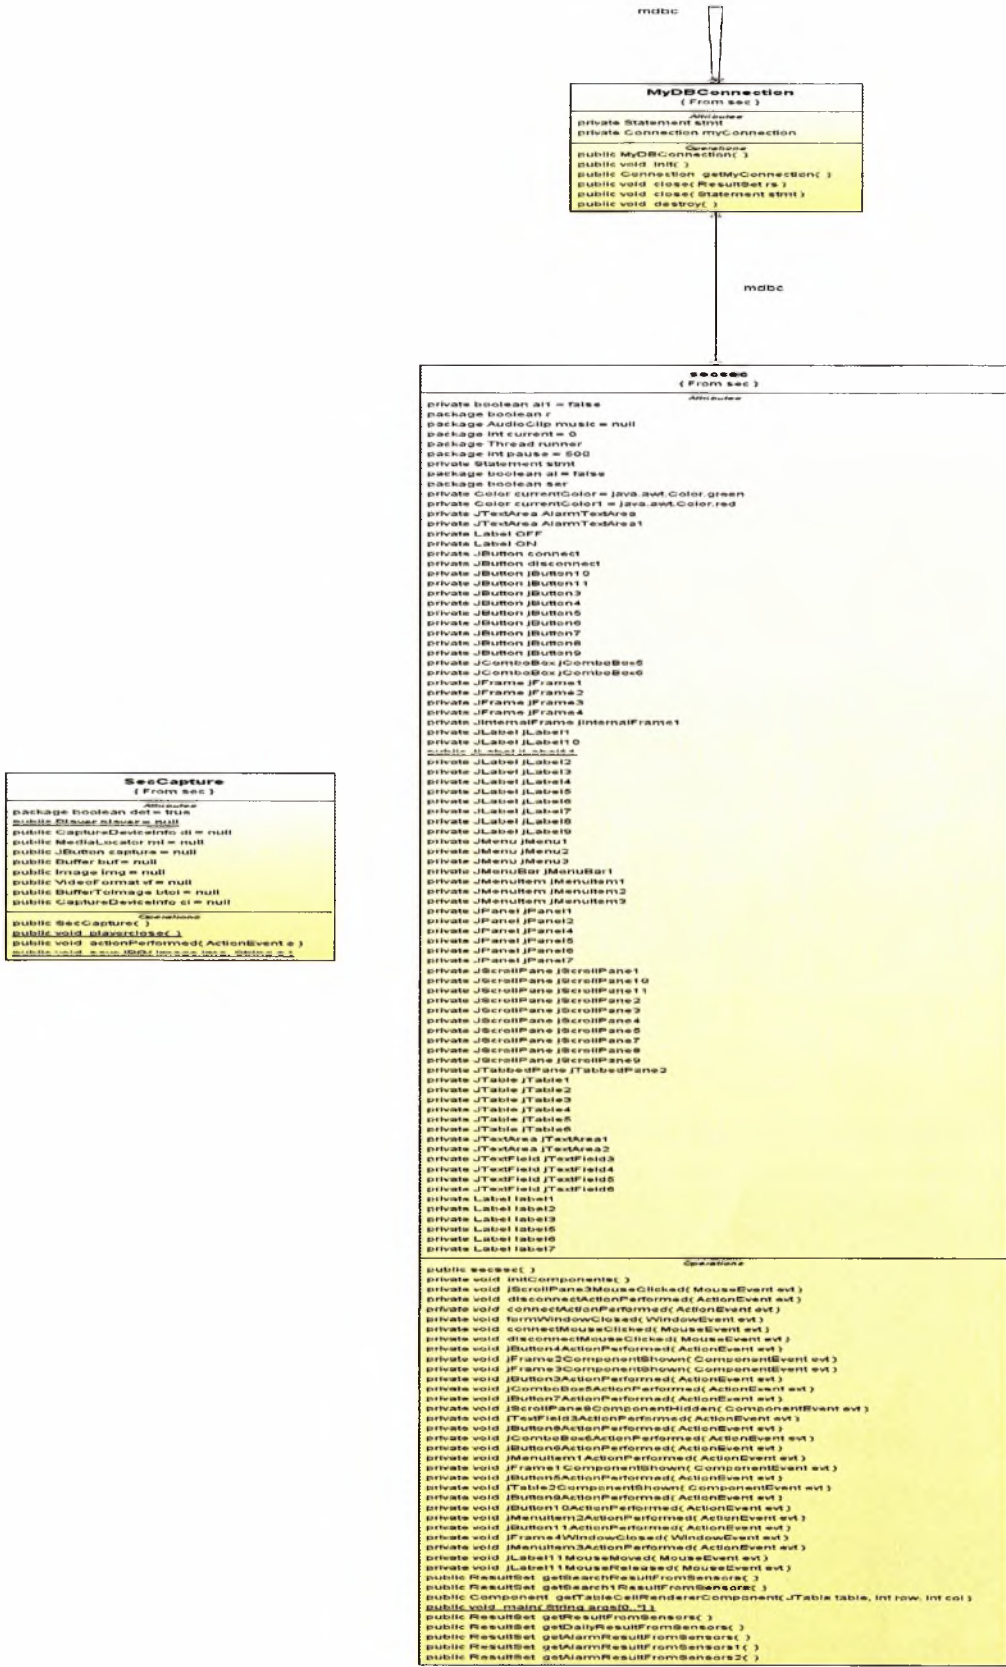 mdbc
MyDBConnection
( From sec )
Attributes
private Statement stmt
private Connection myConnection
Operations
public MyDBConnection( )
public void init( )
public Connection getMyConnection( )
public void close( ResultSet rs )
public void close( Statement stmt )
public void destroy( )
mdbc
secsec
( From sec )
Attributes
private boolean al1 = false
package boolean r
package AudioClip music = null
package int current = 0
package Thread runner
package int pause = 500
private Statement stmt
package boolean al = false
package boolean ser
private Color currentColor = java.awt.Color.green
private Color currentColor1 = java.awt.Color.red
private JTextArea AlarmTextArea
private JTextArea AlarmTextArea1
private Label OFF
private Label ON
private JButton connect
private JButton disconnect
private JButton jButton10
private JButton jButton11
private JButton jButton3
private JButton jButton4
private JButton jButton5
private JButton jButton6
private JButton jButton7
private JButton jButton8
private JButton jButton9
private JComboBox jComboBox5
private JComboBox jComboBox6
private JFrame jFrame1
private JFrame jFrame2
private JFrame jFrame3
private JFrame jFrame4
private JInternalFrame jInternalFrame1
private JLabel jLabel1
private JLabel jLabel10
public JLabel
private JLabel jLabel2
private JLabel jLabel3
private JLabel jLabel4
private JLabel jLabel5
private JLabel jLabel6
private JLabel jLabel7
private JLabel jLabel8
private JLabel jLabel9
private JMenu jMenu1
private JMenu jMenu2
private JMenu jMenu3
private JMenuBar jMenuBar1
private JMenuItem jMenuItem1
private JMenuItem jMenuItem2
private JMenuItem jMenuItem3
private JPanel jPanel1
private JPanel jPanel2
private JPanel jPanel4
private JPanel jPanel5
private JPanel jPanel6
private JPanel jPanel7
private JScrollPane jScrollPane1
private JScrollPane jScrollPane10
private JScrollPane jScrollPane11
private JScrollPane jScrollPane2
private JScrollPane jScrollPane3
private JScrollPane jScrollPane4
private JScrollPane jScrollPane5
private JScrollPane jScrollPane7
private JScrollPane jScrollPane8
private JScrollPane jScrollPane9
private JTabbedPane jTabbedPane2
private JTable jTable1
private JTable jTable2
private JTable jTable3
private JTable jTable4
private JTable jTable5
private JTable jTable6
private JTextArea jTextArea1
private JTextArea jTextArea2
private JTextField jTextField3
private JTextField jTextField4
private JTextField jTextField5
private JTextField jTextField6
private Label label1
private Label label2
private Label label3
private Label label5
private Label label6
private Label label7
Operations
public secsec( )
private void initComponents( )
private void jScrollPane3MouseClicked( MouseEvent evt )
private void disconnectActionPerformed( ActionEvent evt )
private void connectActionPerformed( ActionEvent evt )
private void formWindowClosed( WindowEvent evt )
private void connectMouseClicked( MouseEvent evt )
private void disconnectMouseClicked( MouseEvent evt )
private void jButton4ActionPerformed( ActionEvent evt )
private void jFrame2ComponentShown( ComponentEvent evt )
private void jFrame3ComponentShown( ComponentEvent evt )
private void jButton3ActionPerformed( ActionEvent evt )
private void jComboBox5ActionPerformed( ActionEvent evt )
private void jButton7ActionPerformed( ActionEvent evt )
private void jScrollPane9ComponentHidden( ComponentEvent evt )
private void jTextField3ActionPerformed( ActionEvent evt )
private void jButton8ActionPerformed( ActionEvent evt )
private void jComboBox6ActionPerformed( ActionEvent evt )
private void jButton6ActionPerformed( ActionEvent evt )
private void jMenuItem1ActionPerformed( ActionEvent evt )
private void jFrame1ComponentShown( ComponentEvent evt )
private void jButton5ActionPerformed( ActionEvent evt )
private void jTable2ComponentShown( ComponentEvent evt )
private void jButton9ActionPerformed( ActionEvent evt )
private void jButton10ActionPerformed( ActionEvent evt )
private void jMenuItem2ActionPerformed( ActionEvent evt )
private void jButton11ActionPerformed( ActionEvent evt )
private void jFrame4WindowClosed( WindowEvent evt )
private void jMenuItem3ActionPerformed( ActionEvent evt )
private void jLabel11MouseMoved( MouseEvent evt )
private void jLabel11MouseReleased( MouseEvent evt )
public ResultSet getSearchResultFromSensors( )
public ResultSet getSearch1ResultFromSensors( )
public Component getTableCellRendererComponent( JTable table, int row, int col )
public void main( String args[0..*] )
public ResultSet getResultFromSensors( )
public ResultSet getDailyResultFromSensors( )
public ResultSet getAlarmResultFromSensors( )
public ResultSet getAlarmResultFromSensors1( )
public ResultSet getAlarmResultFromSensors2( )
SecCapture
( From sec )
Attributes
package boolean det = true
public Player player = null
public CaptureDeviceInfo di = null
public MediaLocator ml = null
public JButton capture = null
public Buffer buf = null
public Image img = null
public VideoFormat vf = null
public BufferToImage btoi = null
public CaptureDeviceInfo ci = null
Operations
public SecCapture( )
public void playerclose( )
public void actionPerformed( ActionEvent e )
public void saveJPG( Image img, String s )